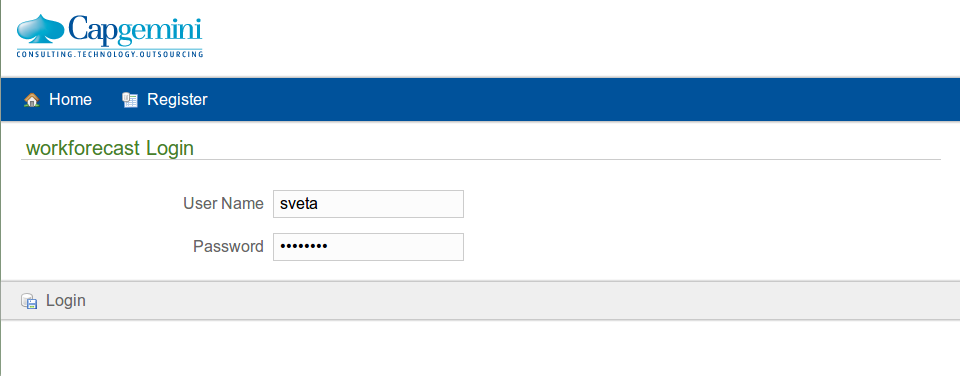 Capgemini
CONSULTING.TECHNOLOGY.OUTSOURCING
Home Register
workforecast Login
User Name sveta
Password ••••••••
Login